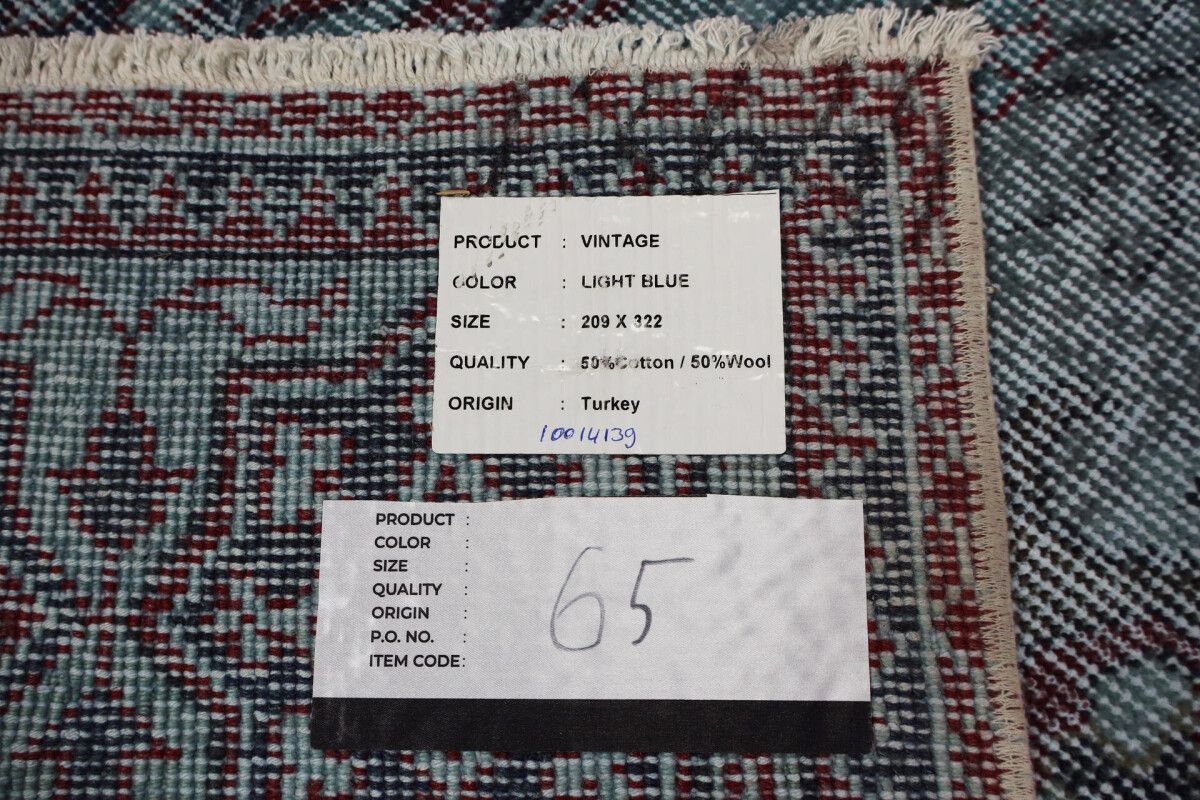 PRODUCT : VINTAGE
COLOR : LIGHT BLUE
SIZE : 209 X 322
QUALITY : 50%Cotton / 50%Wool
ORIGIN : Turkey
10014139
PRODUCT :
COLOR :
SIZE :
QUALITY :
ORIGIN :
P.O. NO. :
ITEM CODE:
65